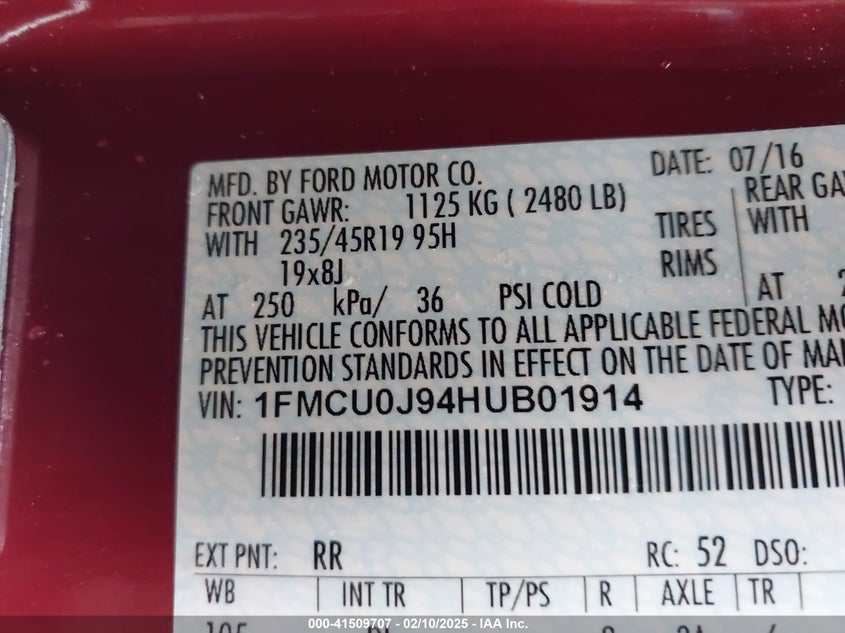 MFD. BY FORD MOTOR CO. DATE: 07/16
FRONT GAWR: 1125 KG ( 2480 LB) REAR
WITH 235/45R19 95H TIRES WITH
19x8J RIMS
AT 250 kPa/ 36 PSI COLD AT
THIS VEHICLE CONFORMS TO ALL APPLICABLE FEDERAL
PREVENTION STANDARDS IN EFFECT ON THE DATE OF
VIN: 1FMCU0J94HUB01914 TYPE:
EXT PNT: RR RC: 52 DSO:
WB INT TR TP/PS R AXLE TR
000-41509707 - 02/10/2025 - IAA Inc.